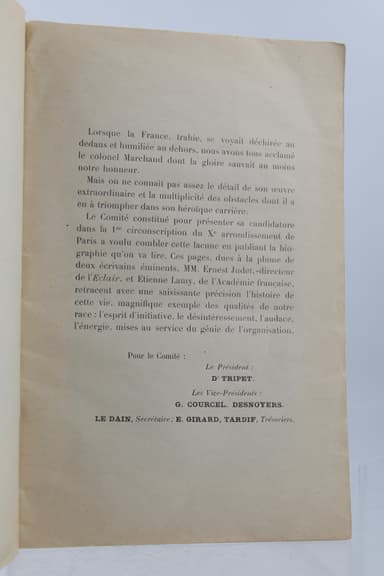 Lorsque la France, trahie, se voyait déchirée au
dedans et humiliée au dehors, nous avons tous acclamé
le colonel Marchand dont la gloire sauvait au moins
notre honneur.
Mais on ne connait pas assez le détail de son œuvre
extraordinaire et la multiplicité des obstacles dont il a
eu à triompher dans son héroïque carrière.
Le Comité constitué pour présenter sa candidature
dans la 1re circonscription du Xe arrondissement de
Paris a voulu combler cette lacune en publiant la bio-
graphie qu'on va lire. Ces pages, dues à la plume de
deux écrivains éminents, MM. Ernest Judet, directeur
de l'Eclair, et Etienne Lamy, de l'Académie française,
retracent avec une saisissante précision l'histoire de
cette vie, magnifique exemple des qualités de notre
race : l'esprit d'initiative, le désintéressement, l'audace,
l'énergie, mises au service du génie de l'organisation.
Pour le Comité :
Le Président :
Dr TRIPET.
Les Vice-Présidents :
G. COURCEL, DESNOYERS.
LE DAIN, Secrétaire; E. GIRARD, TARDIF, Trésoriers.